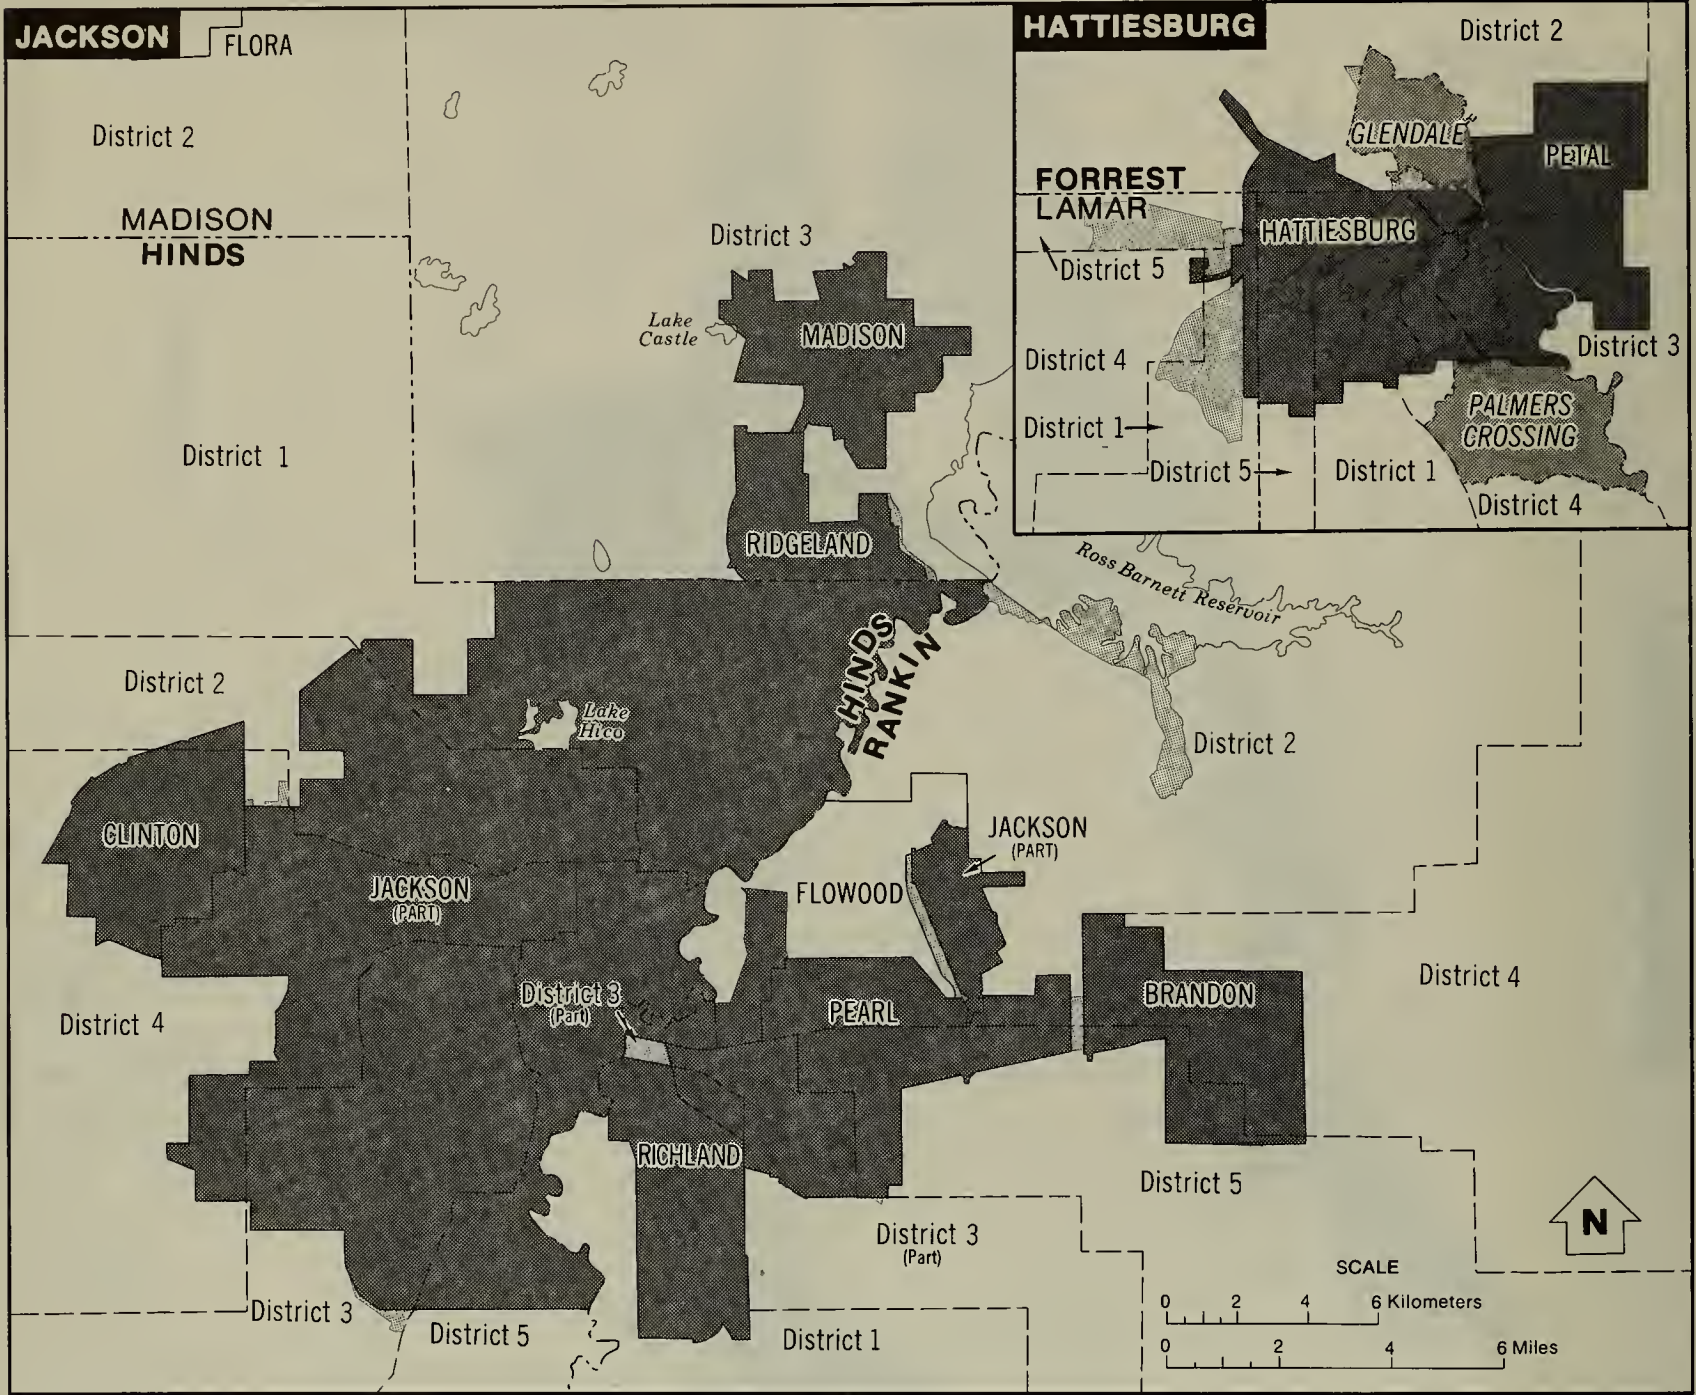 JACKSON
FLORA
District 2
MADISON
HINDS
District 1
District 3
Lake
Castle
MADISON
RIDGELAND
HINDS
RANKIN
Ross Barnett Reservoir
District 2
Lake
Hico
District 2
CLINTON
JACKSON
(PART)
FLOWOOD
JACKSON
(PART)
District 3
(Part)
PEARL
BRANDON
District 4
District 4
RICHLAND
District 5
District 3
(Part)
District 3
District 5
District 1
N
SCALE
0 2 4 6 Kilometers
0 2 4 6 Miles
HATTIESBURG
District 2
GLENDALE
PETAL
FORREST
LAMAR
HATTIESBURG
District 5
District 4
District 3
District 1
PALMERS
CROSSING
District 5
District 1
District 4